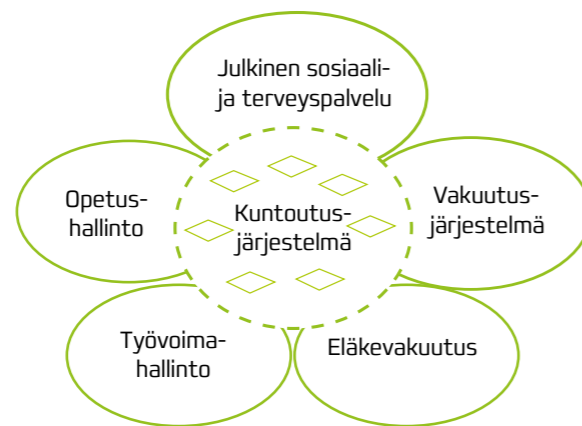 Julkinen sosiaali-
ja terveyspalvelu
Opetus-
hallinto
Kuntoutus-
järjestelmä
Vakuutus-
järjestelmä
Työvoima-
hallinto
Eläkevakuutus